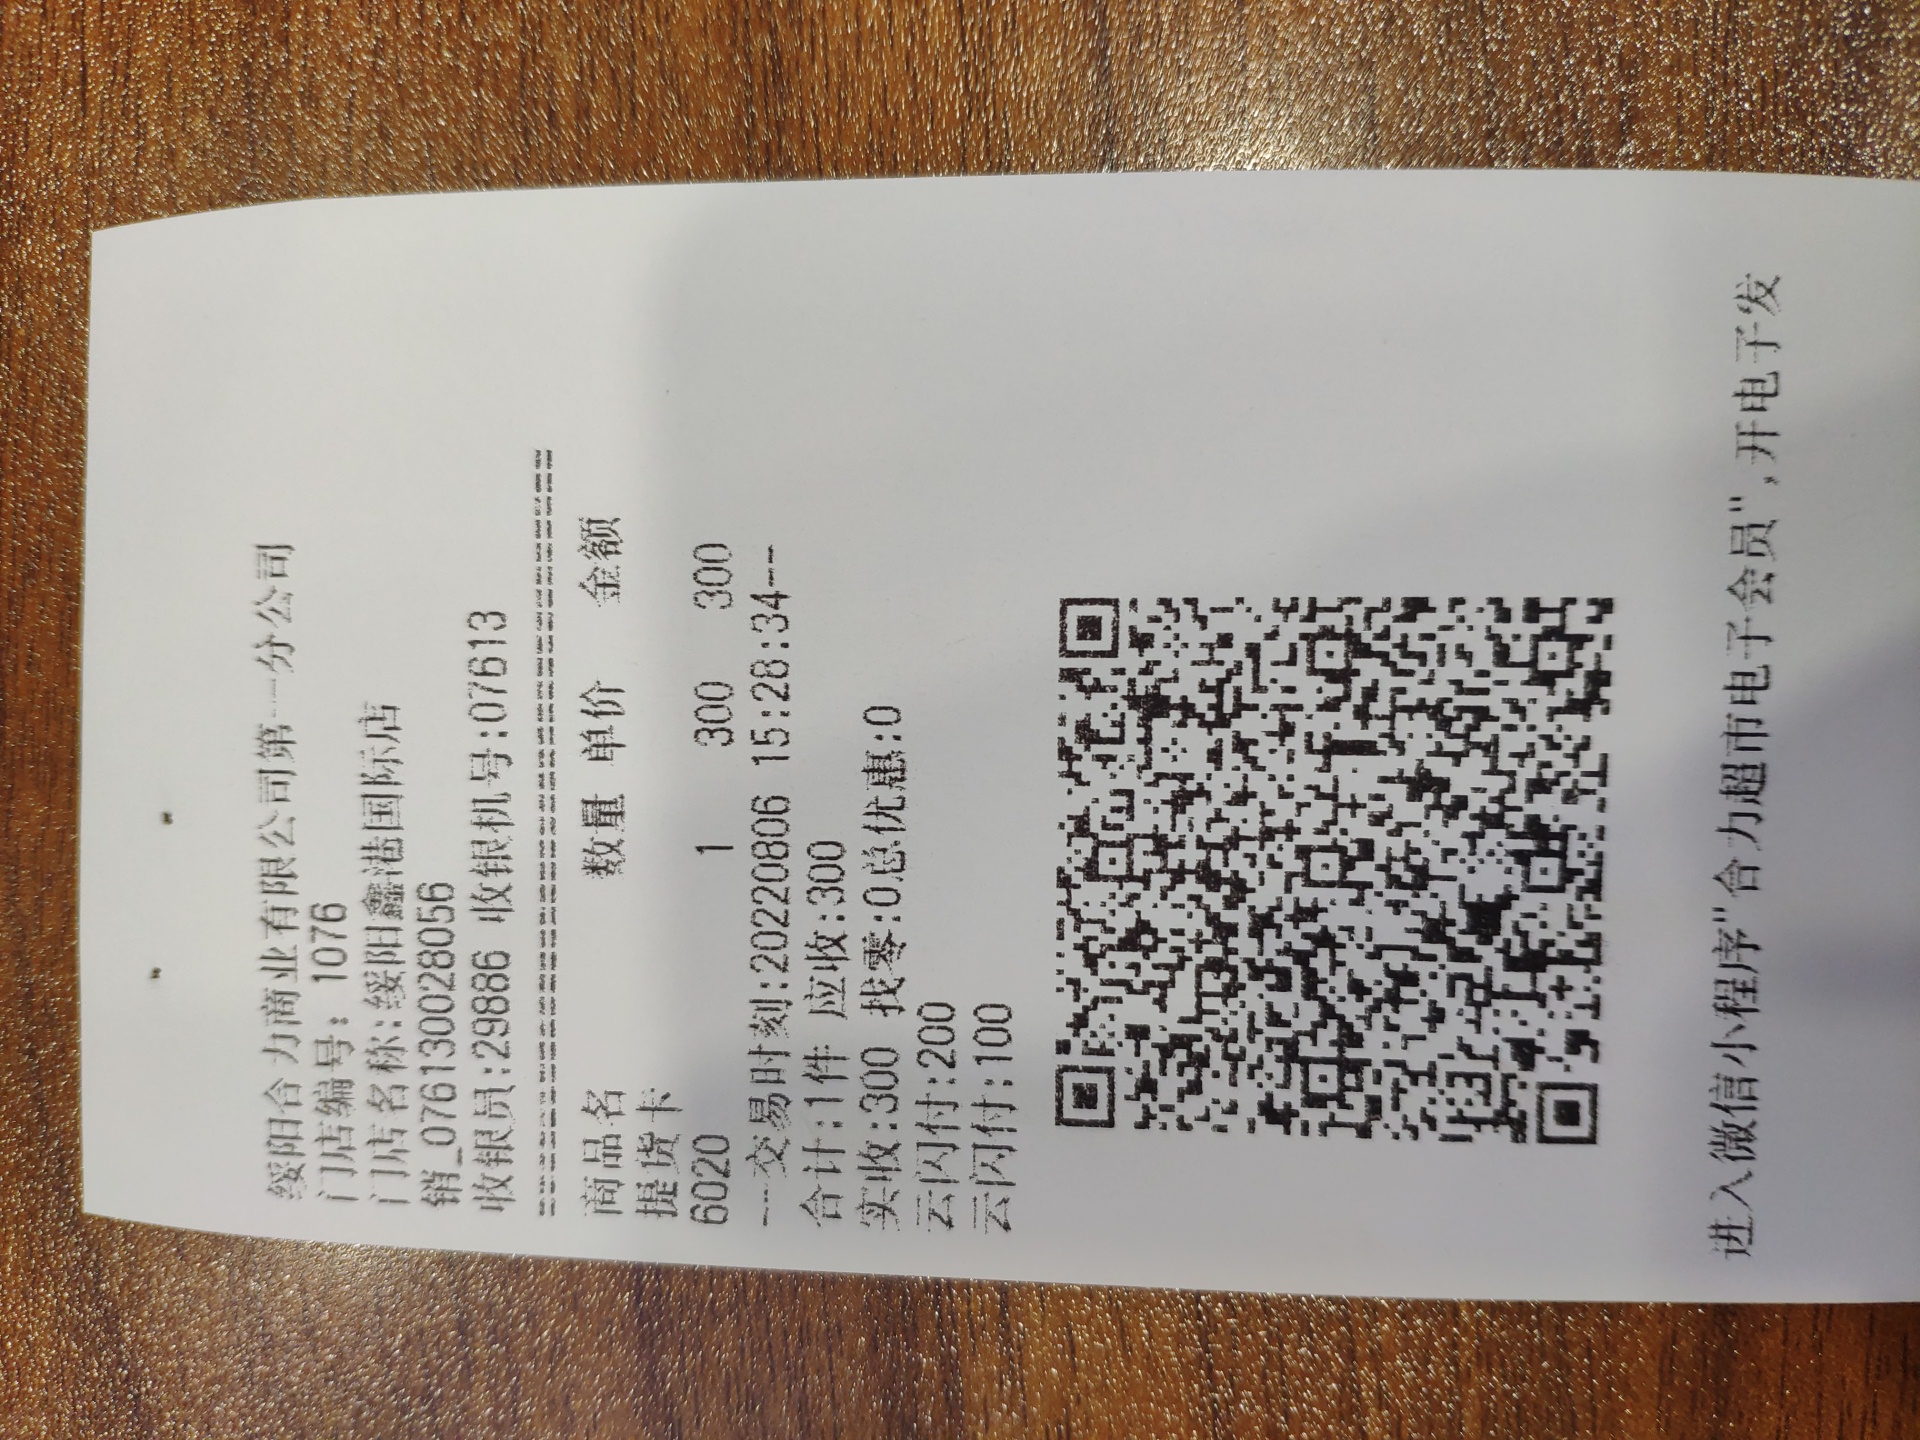 绥阳合力商业有限公司第一分公司
门店编号: 1076
门店名称:绥阳鑫港国际店
销_0761300280​56
收银员:29886 收银机号:07613
商品名 数量 单价 金额
提货卡
6020 1 300 300
---交易时刻:20220806 15:28:34--
合计:1件 应收:300
实收:300 找零:0总优惠:0
云闪付:200
云闪付:100
进入微信小程序"合力超市电子会员",开电子发